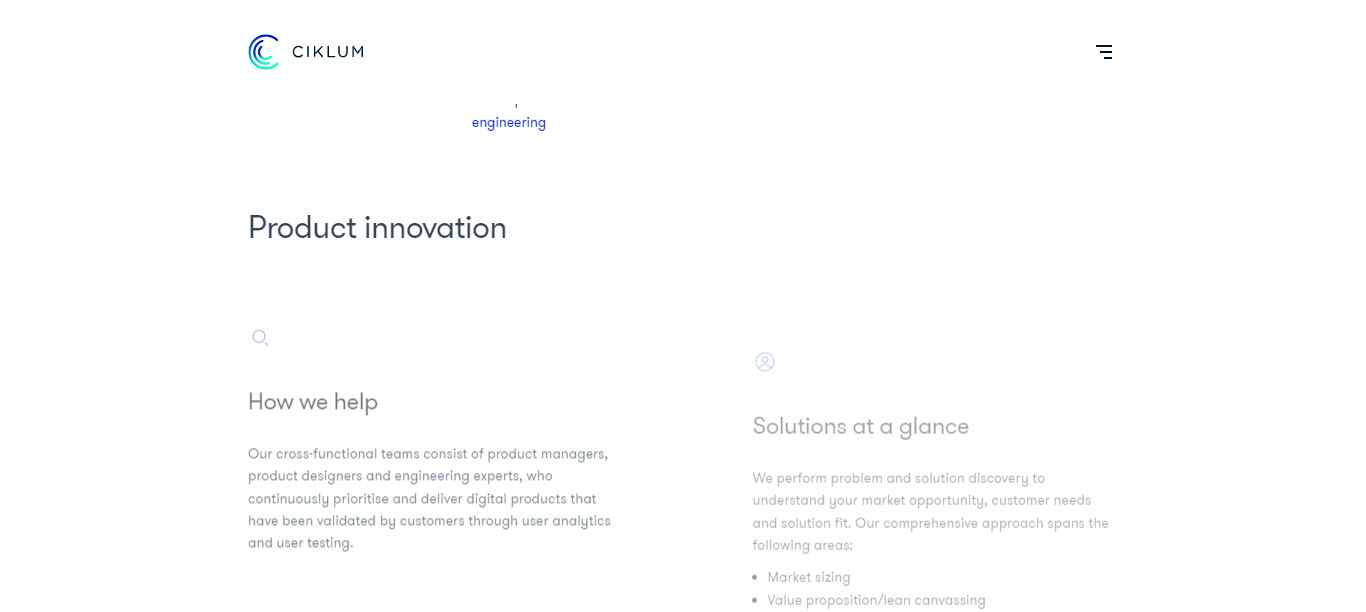 CIKLUM
engineering
Product innovation
How we help
Our cross-functional teams consist of product managers,
product designers and engineering experts, who
continuously prioritise and deliver digital products that
have been validated by customers through user analytics
and user testing.
Solutions at a glance
We perform problem and solution discovery to
understand your market opportunity, customer needs
and solution fit. Our comprehensive approach spans the
following areas:
• Market sizing
• Value proposition/lean canvassing